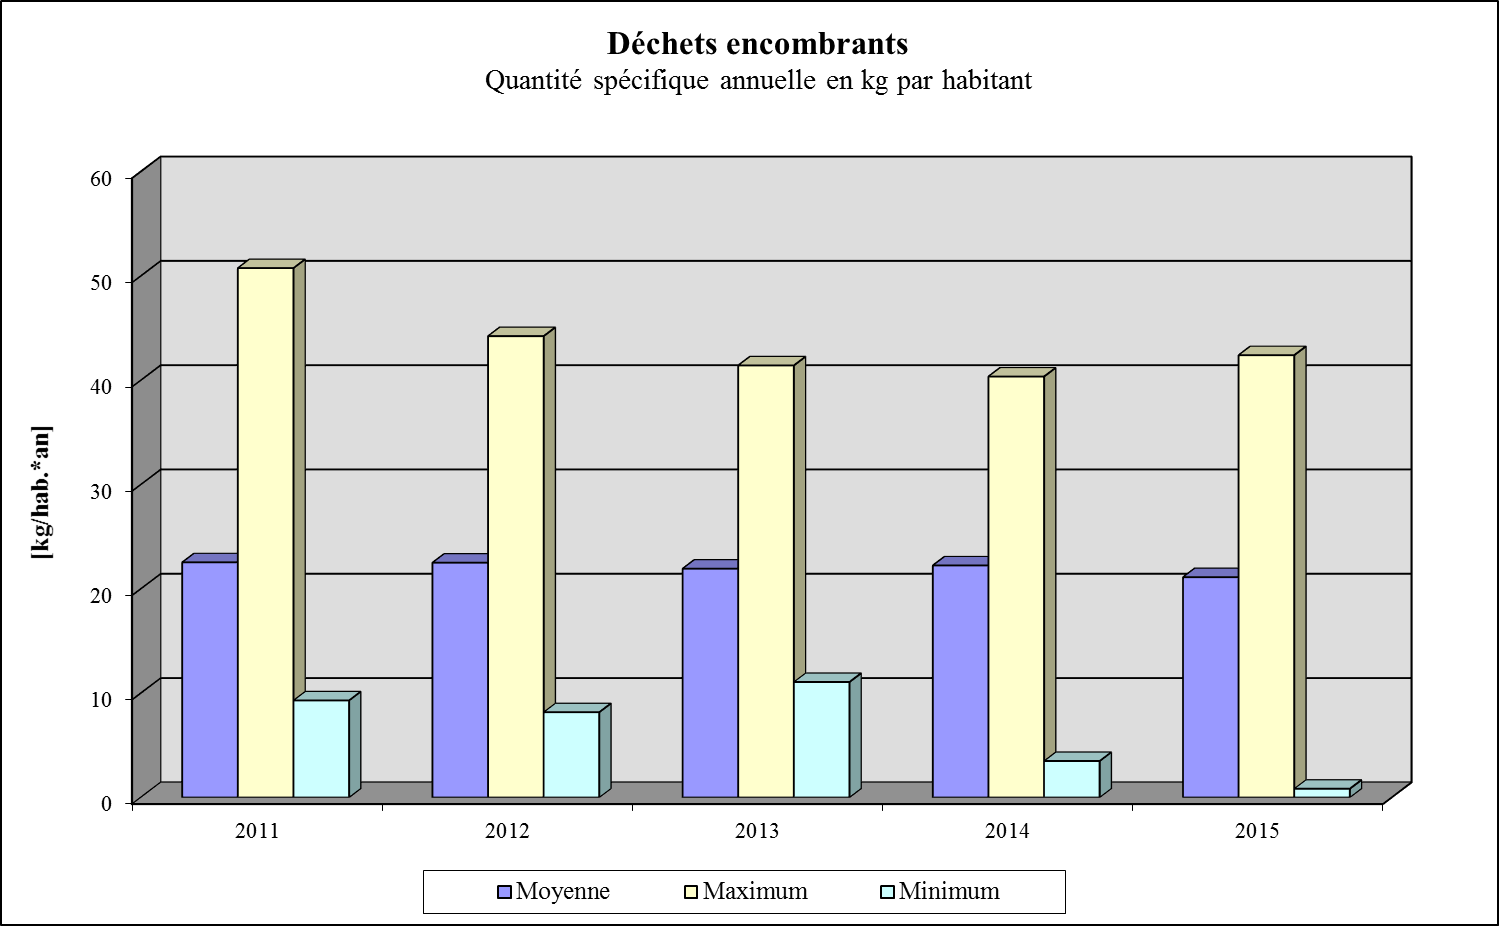 Déchets encombrants
Quantité spécifique annuelle en kg par habitant
60
50
40
30
20
10
0
[kg/hab.*an]
2011 2012 2013 2014 2015
Moyenne Maximum Minimum